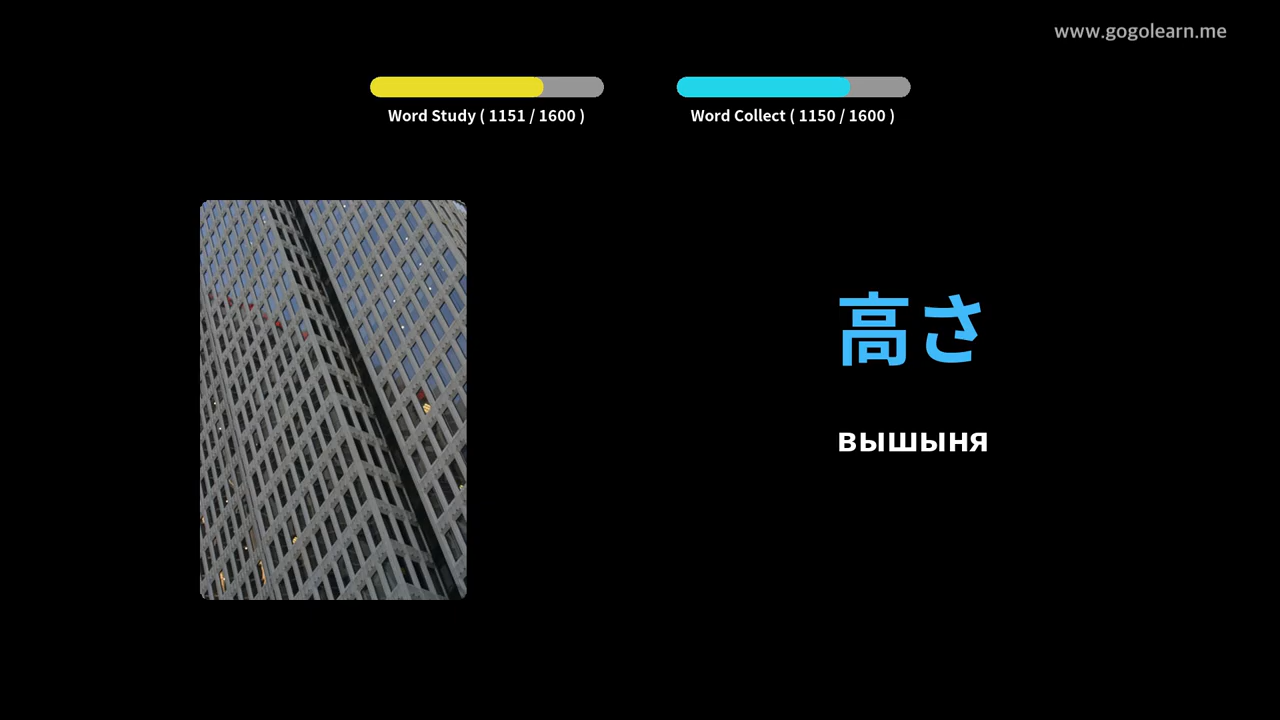 www.gogolearn.me
Word Study ( 1151 / 1600 )
Word Collect ( 1150 / 1600 )
高さ
вышыня